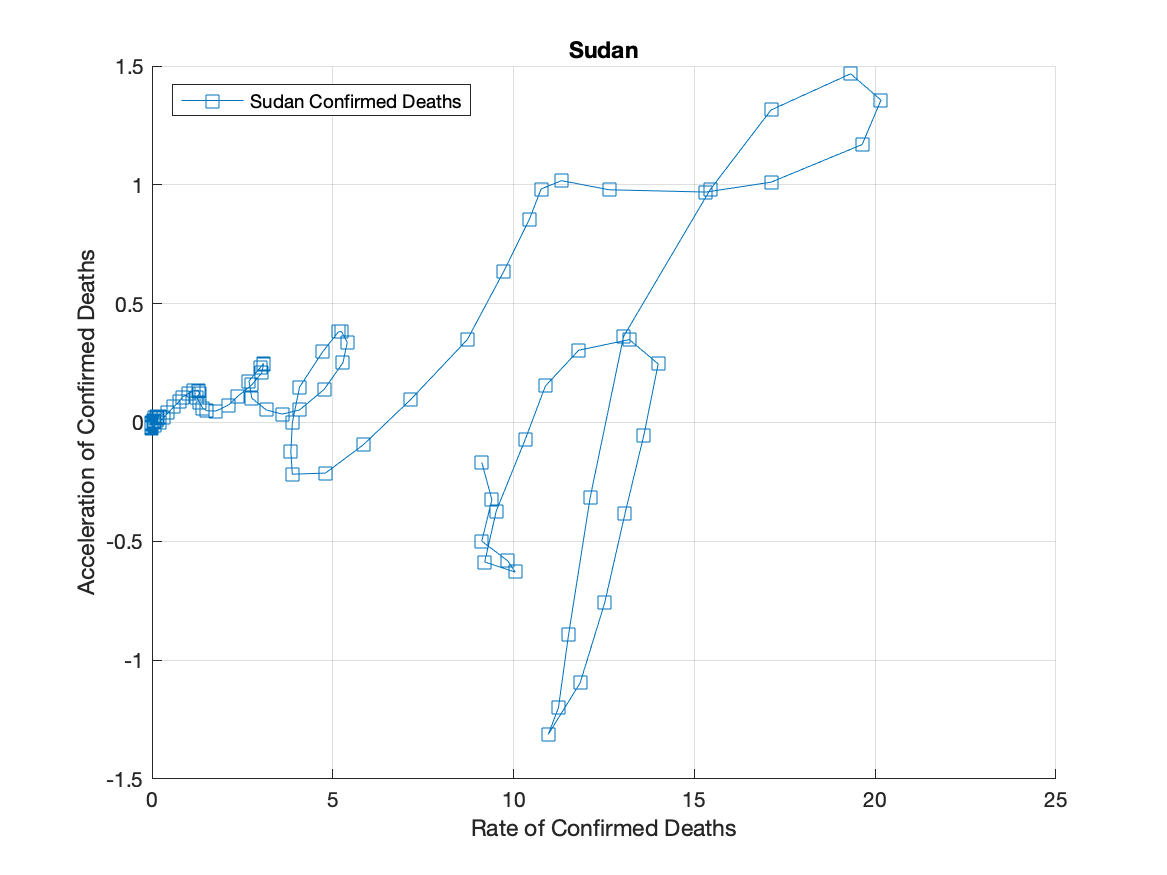 Sudan
Sudan Confirmed Deaths
1.5
1
0.5
0
-0.5
-1
-1.5
Acceleration of Confirmed Deaths
0 5 10 15 20 25
Rate of Confirmed Deaths